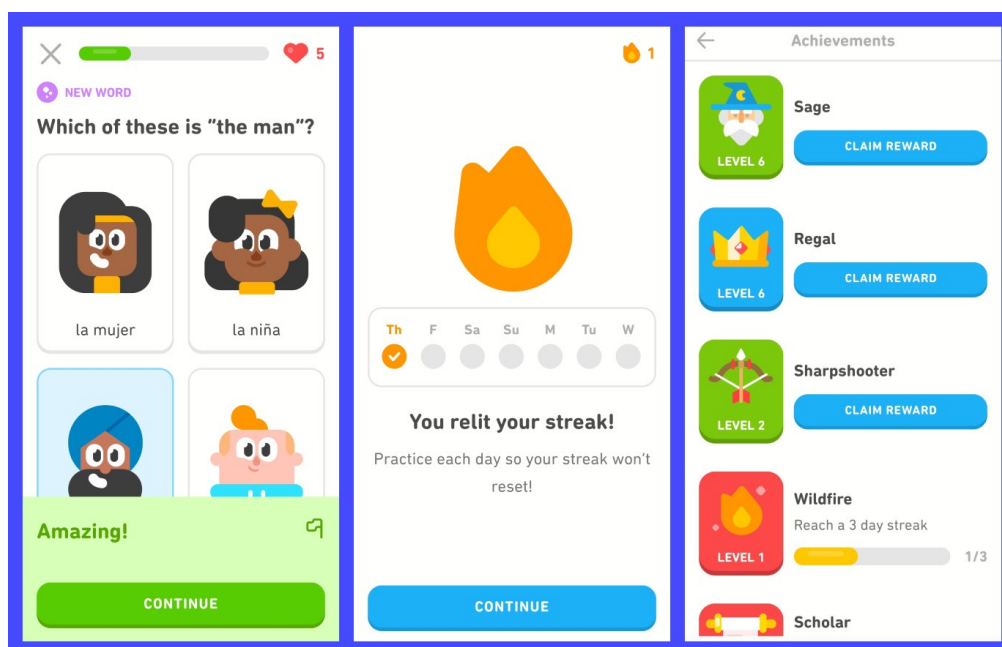 5
NEW WORD
Which of these is "the man"?
la mujer
la niña
Amazing!
CONTINUE
1
Th F Sa Su M Tu W
You relit your streak!
Practice each day so your streak won't
reset!
CONTINUE
Achievements
LEVEL 6
Sage
CLAIM REWARD
LEVEL 6
Regal
CLAIM REWARD
LEVEL 2
Sharpshooter
CLAIM REWARD
LEVEL 1
Wildfire
Reach a 3 day streak
1/3
Scholar